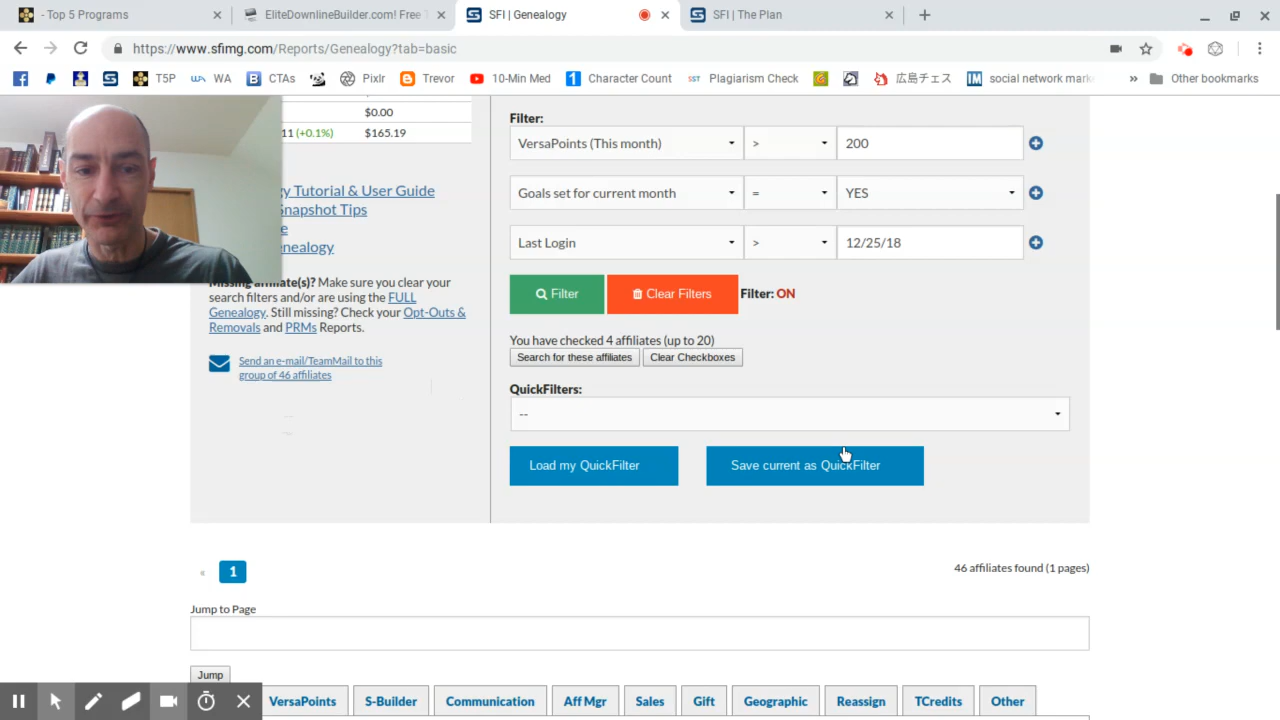 - Top 5 Programs
EliteDownlineBuilder.com! Free T
SFI | Genealogy
SFI | The Plan
https://www.sfimg.com/Reports/Genealogy?tab=basic
T5P
WA
CTAs
Pixlr
Trevor
10-Min Med
Character Count
Plagiarism Check
広島チェス
social network mark
Other bookmarks
$0.00
11 (+0.1%) $165.19
gy Tutorial & User Guide
Snapshot Tips
e
enealogy
Missing affiliate(s)? Make sure you clear your
search filters and/or are using the FULL
Genealogy. Still missing? Check your Opt-Outs &
Removals and PRMs Reports.
Send an e-mail/TeamMail to this
group of 46 affiliates
Filter:
VersaPoints (This month) > 200
Goals set for current month = YES
Last Login > 12/25/18
Filter
Clear Filters
Filter: ON
You have checked 4 affiliates (up to 20)
Search for these affiliates
Clear Checkboxes
QuickFilters:
--
Load my QuickFilter
Save current as QuickFilter
« 1
46 affiliates found (1 pages)
Jump to Page
Jump
VersaPoints
S-Builder
Communication
Aff Mgr
Sales
Gift
Geographic
Reassign
TCredits
Other